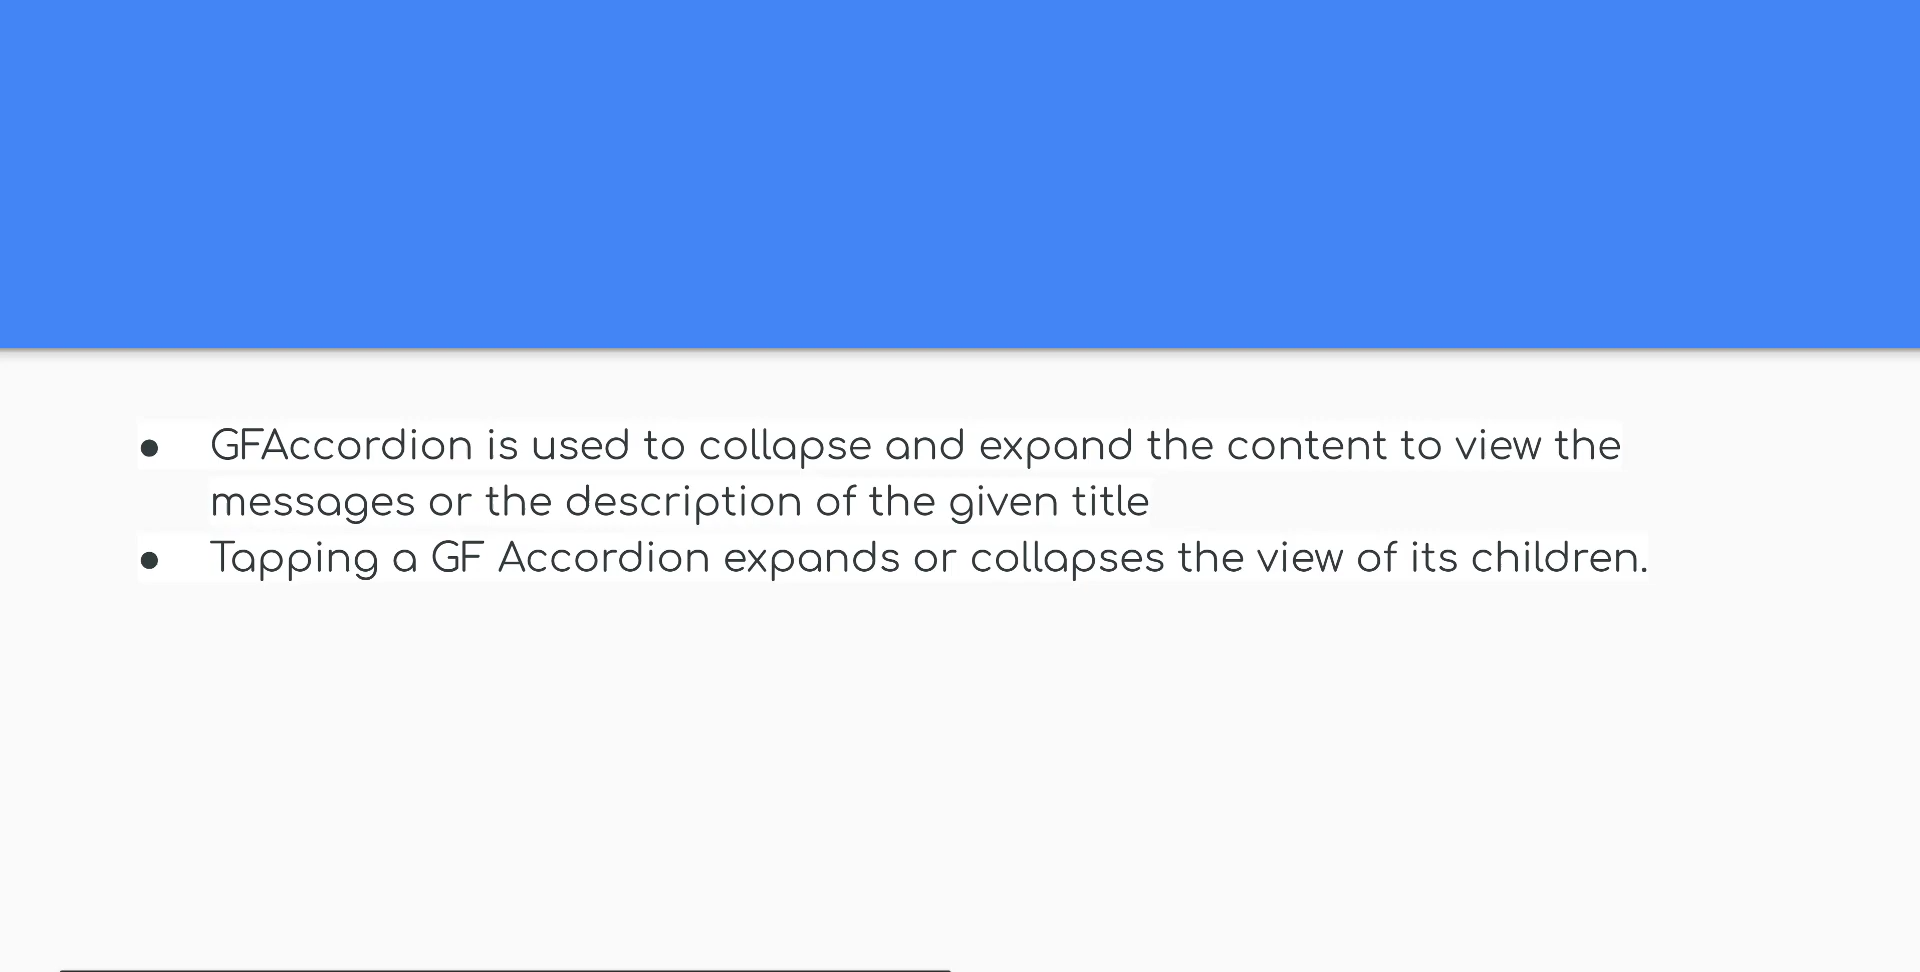 ● GFAccordion is used to collapse and expand the content to view the
messages or the description of the given title
● Tapping a GF Accordion expands or collapses the view of its children.